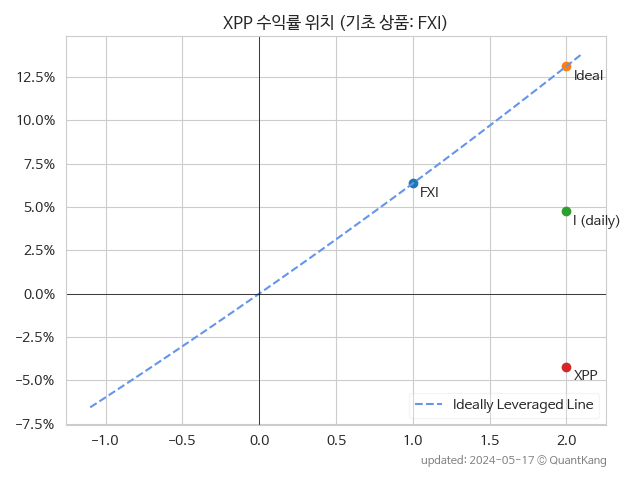 XPP 수익률 위치 (기초 상품: FXI)
12.5%
10.0%
7.5%
5.0%
2.5%
0.0%
−2.5%
−5.0%
−7.5%
Ideal
FXI
I (daily)
XPP
Ideally Leveraged Line
−1.0 −0.5 0.0 0.5 1.0 1.5 2.0
updated: 2024-05-17 © QuantKang